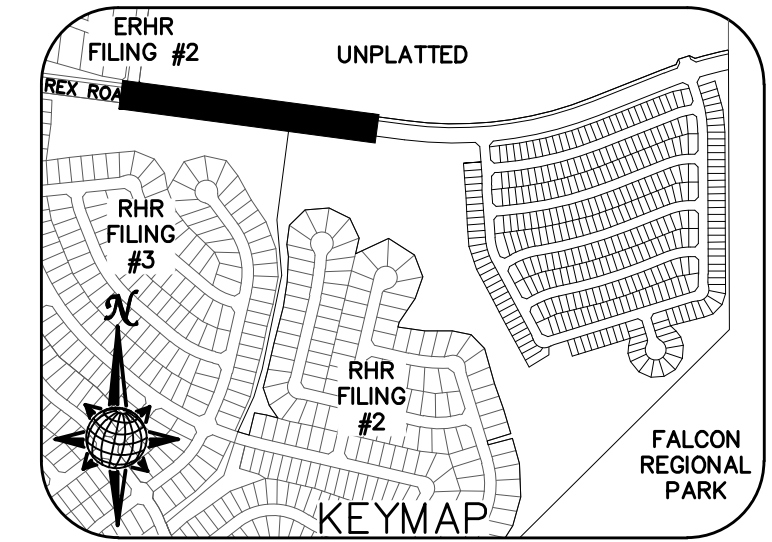 ERHR
FILING #2
UNPLATTED
REX ROA
RHR
FILING
#3
N
RHR
FILING
#2
FALCON
REGIONAL
PARK
KEYMAP